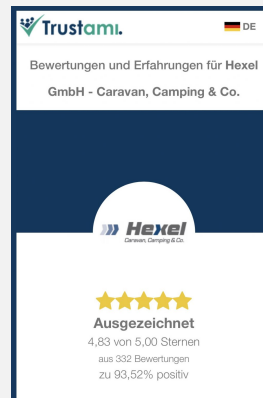 Trustami.
DE
Bewertungen und Erfahrungen für Hexel
GmbH - Caravan, Camping & Co.
Hexel
Caravan, Camping & Co.
Ausgezeichnet
4,83 von 5,00 Sternen
aus 332 Bewertungen
zu 93,52% positiv